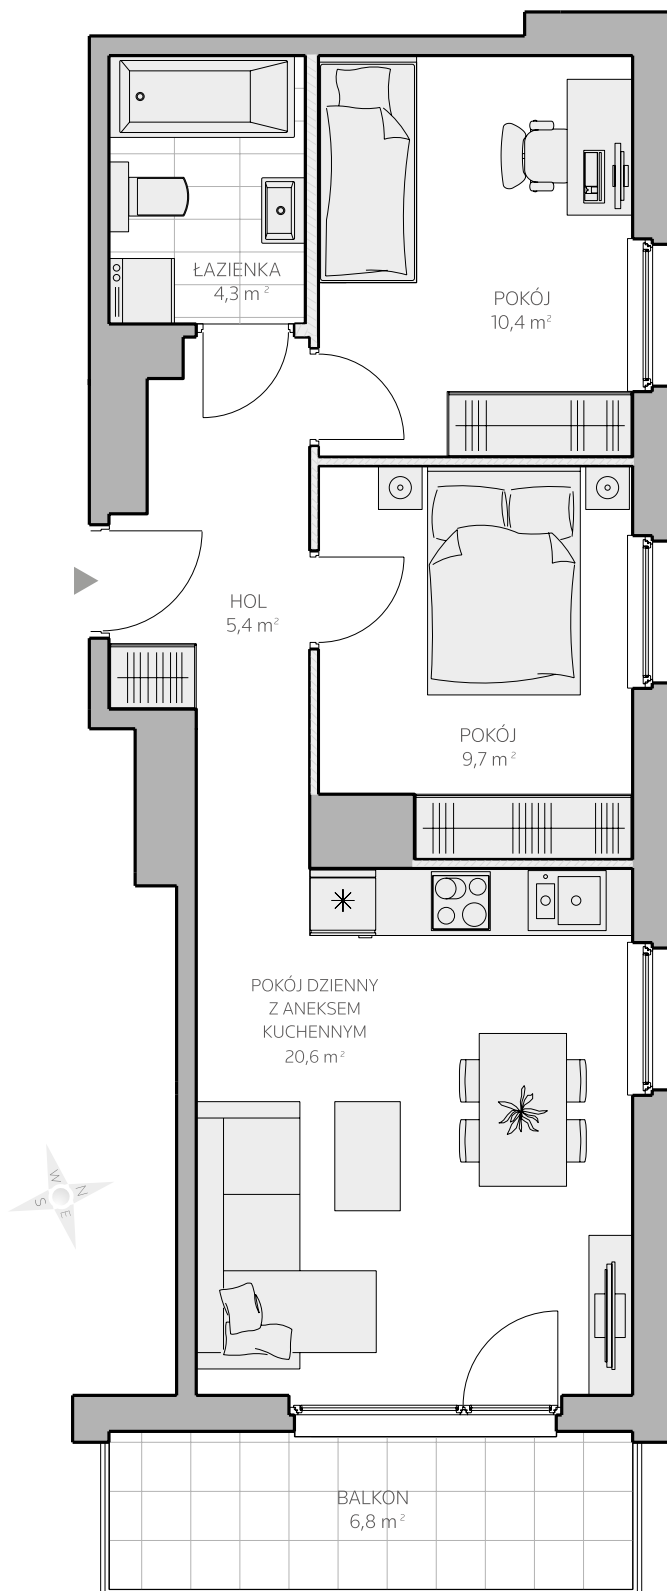 ŁAZIENKA
4,3 m²
POKÓJ
10,4 m²
HOL
5,4 m²
POKÓJ
9,7 m²
POKÓJ DZIENNY
Z ANEKSEM
KUCHENNYM
20,6 m²
W
N
S
E
BALKON
6,8 m²